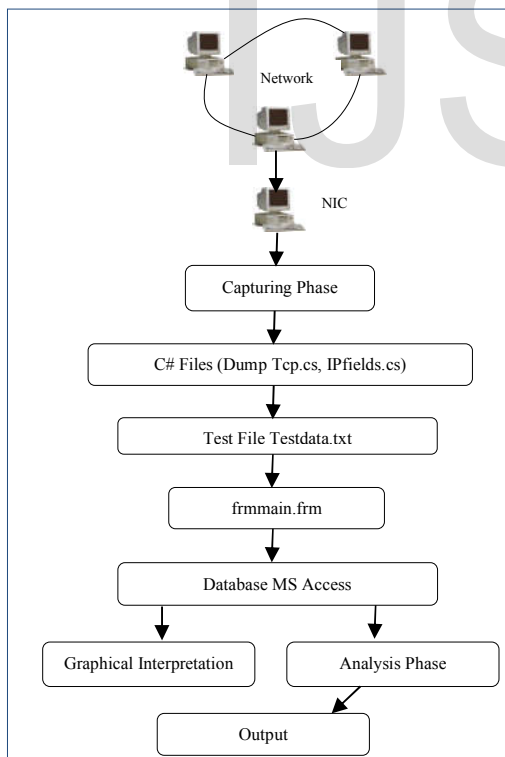 IJS
Network
NIC
Capturing Phase
C# Files (Dump Tcp.cs, IPfields.cs)
Test File Testdata.txt
frmmain.frm
Database MS Access
Graphical Interpretation
Analysis Phase
Output